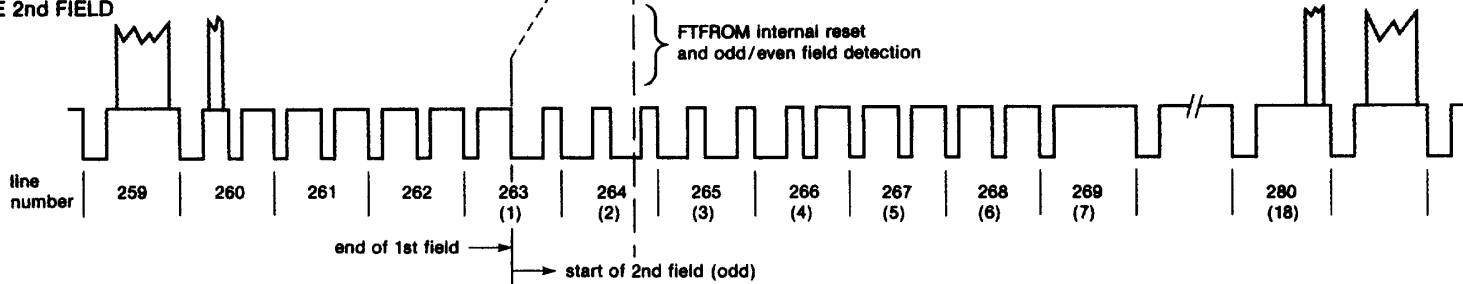 E 2nd FIELD
FTFROM internal reset
and odd/even field detection
line
number
259 260 261 262 263 264 265 266 267 268 269 280
(1) (2) (3) (4) (5) (6) (7) (18)
end of 1st field
start of 2nd field (odd)